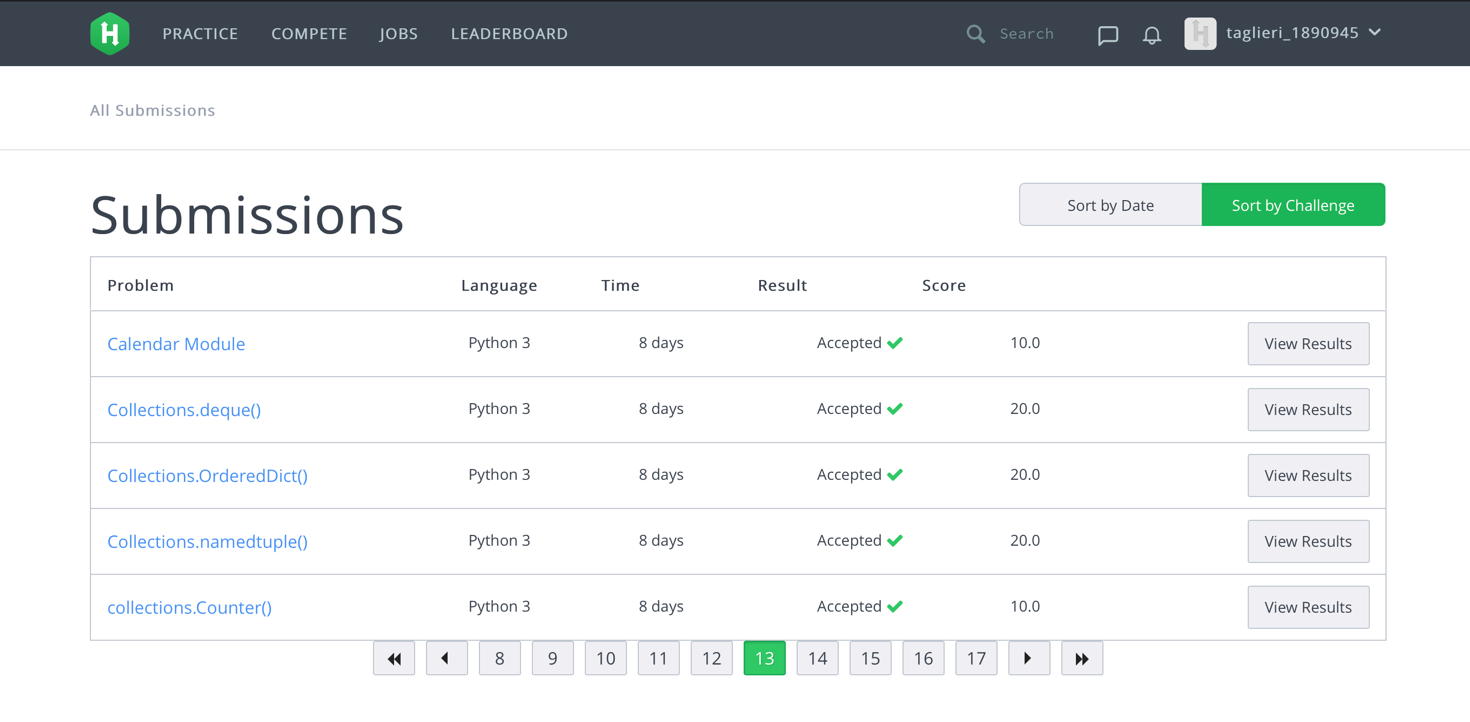 PRACTICE COMPETE JOBS LEADERBOARD Search taglieri_1890945
All Submissions
Submissions
Sort by Date Sort by Challenge
Problem Language Time Result Score
Calendar Module Python 3 8 days Accepted 10.0 View Results
Collections.deque() Python 3 8 days Accepted 20.0 View Results
Collections.OrderedDict() Python 3 8 days Accepted 20.0 View Results
Collections.namedtuple() Python 3 8 days Accepted 20.0 View Results
collections.Counter() Python 3 8 days Accepted 10.0 View Results
8 9 10 11 12 13 14 15 16 17